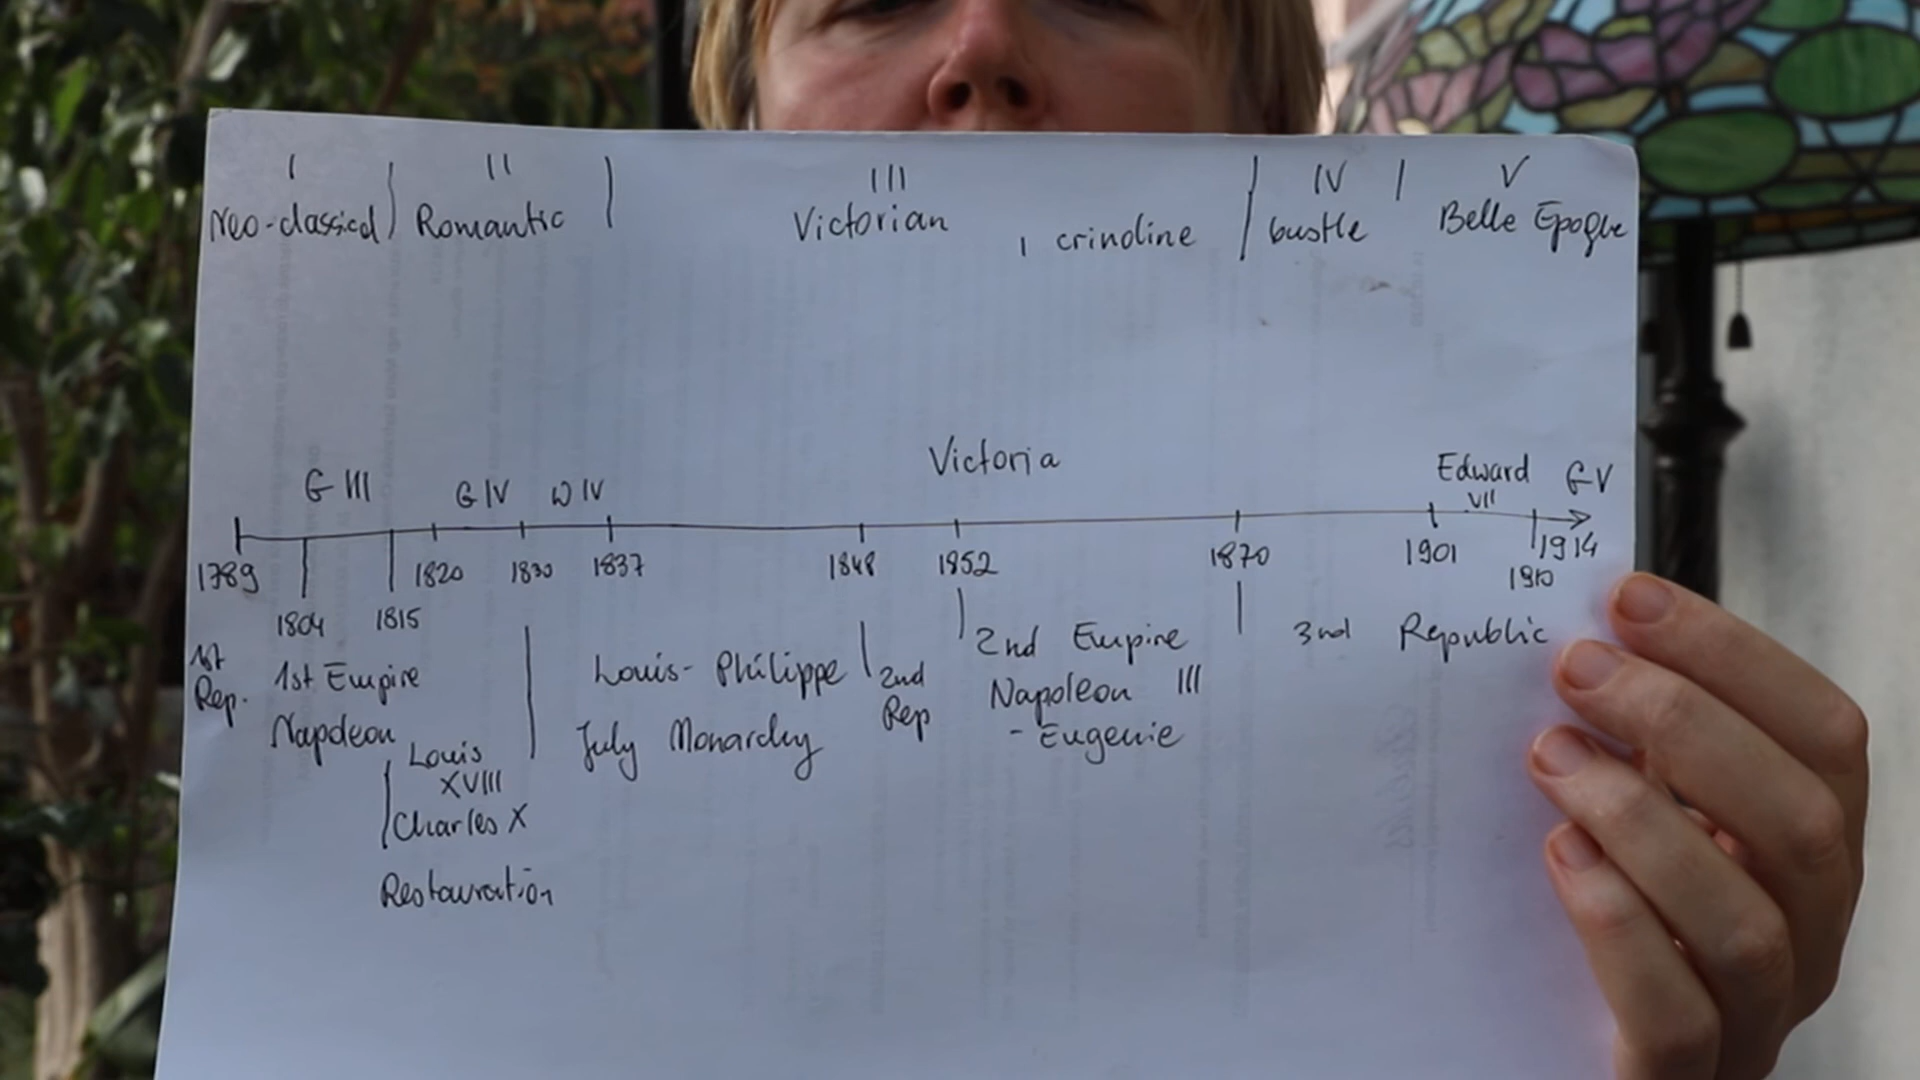 I II III IV V
Neo-classical Romantic Victorian crinoline bustle Belle Epoque
Victoria
G III G IV W IV Edward VII G V
1789 1804 1815 1820 1830 1837 1848 1852 1870 1901 1910 1914
1st Rep.
1st Empire
Napoleon
Louis XVIII
Charles X
Restauration
Louis-Philippe
July Monarchy
2nd Rep
2nd Empire
Napoleon III
- Eugenie
3rd Republic